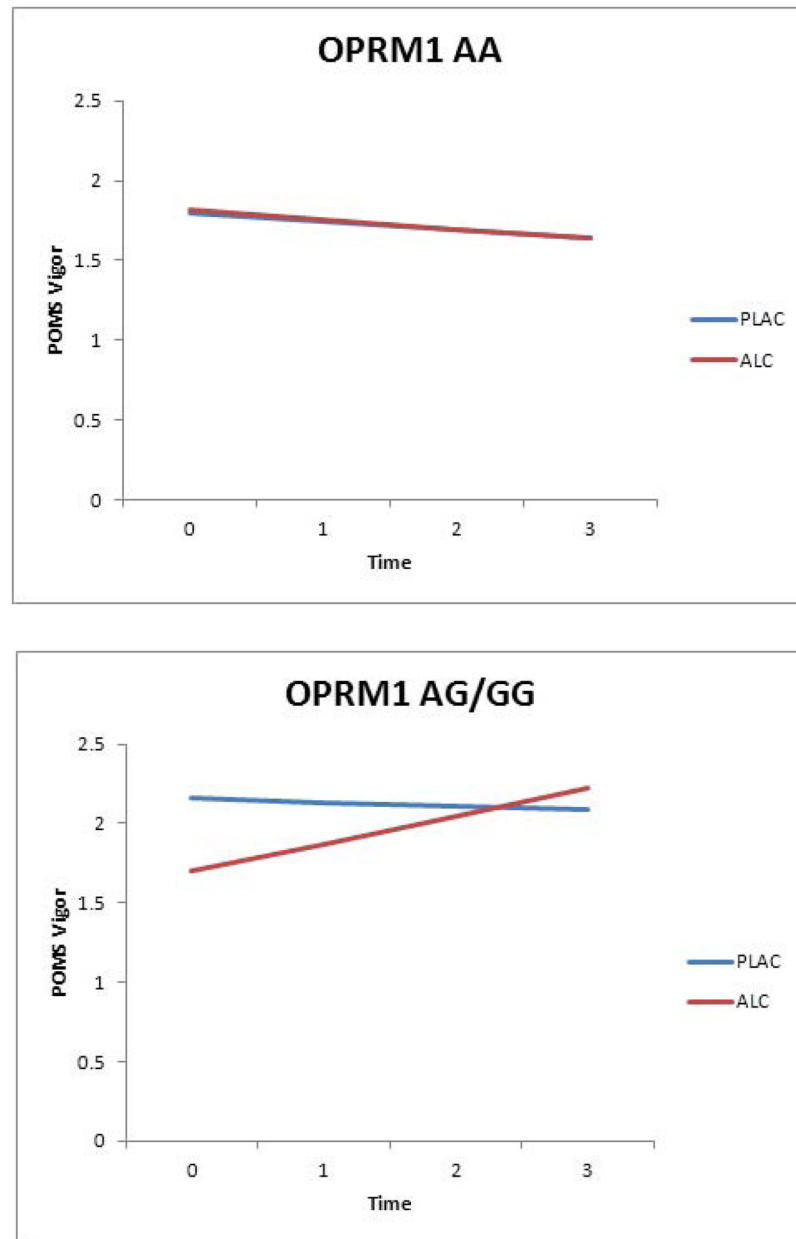 OPRM1 AA
2.5
2
1.5
1
0.5
0
POMS Vigor
0 1 2 3
Time
PLAC
ALC
OPRM1 AG/GG
2.5
2
1.5
1
0.5
0
POMS Vigor
0 1 2 3
Time
PLAC
ALC